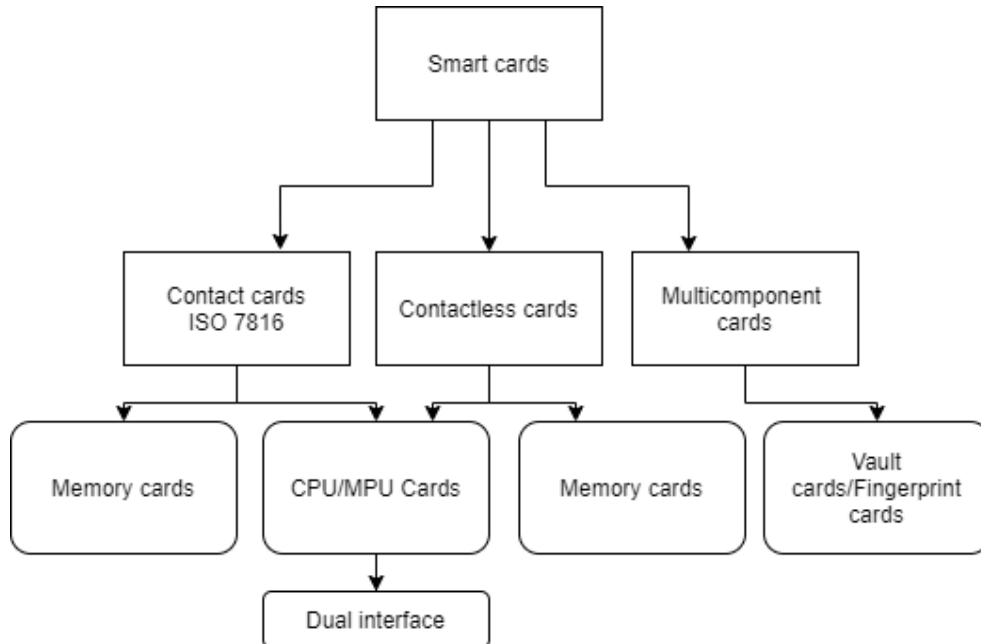 Smart cards
Contact cards
ISO 7816
Contactless cards
Multicomponent
cards
Memory cards
CPU/MPU Cards
Memory cards
Vault
cards/Fingerprint
cards
Dual interface